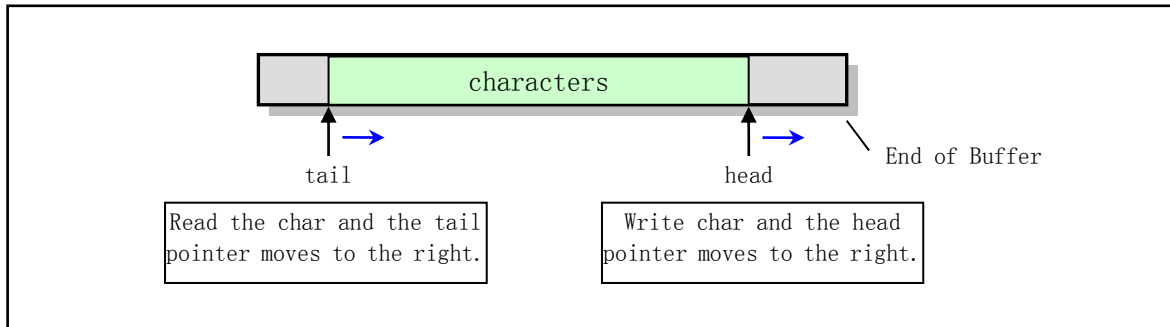 characters
End of Buffer
tail
head
Read the char and the tail
pointer moves to the right.
Write char and the head
pointer moves to the right.